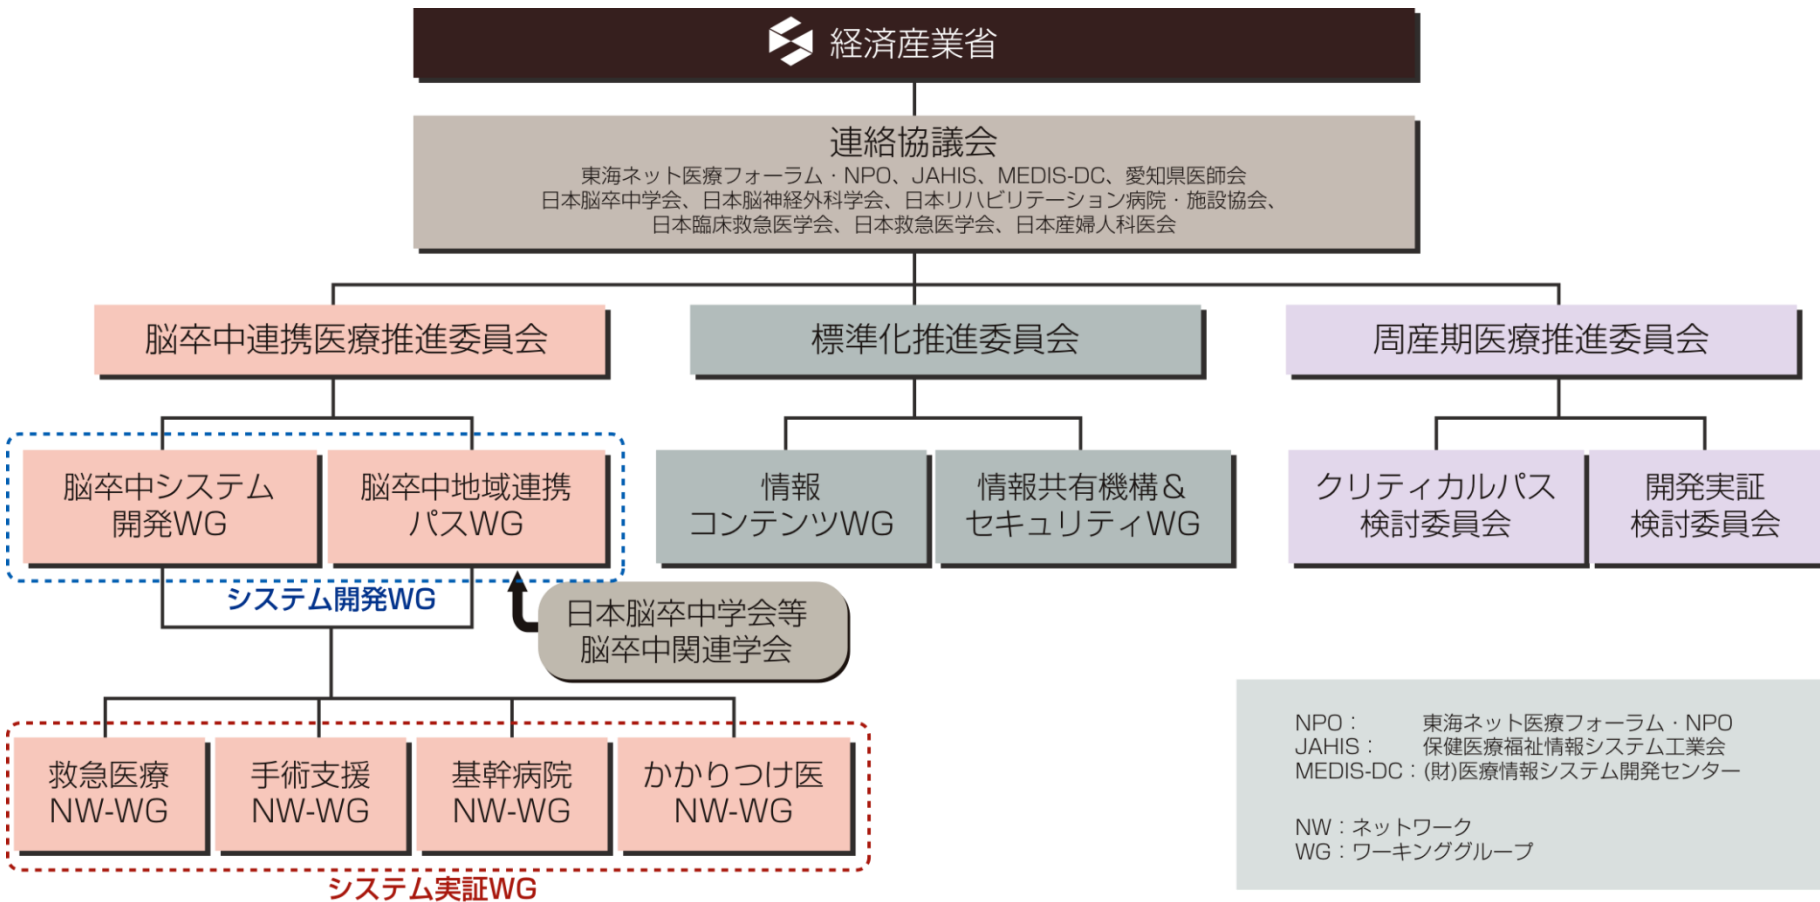 経済産業省
連絡協議会
東海ネット医療フォーラム・NPO、JAHIS、MEDIS-DC、愛知県医師会
日本脳卒中学会、日本脳神経外科学会、日本リハビリテーション病院・施設協会、
日本臨床救急医学会、日本救急医学会、日本産婦人科医会
脳卒中連携医療推進委員会
標準化推進委員会
周産期医療推進委員会
脳卒中システム
開発WG
脳卒中地域連携
パスWG
情報
コンテンツWG
情報共有機構&
セキュリティWG
クリティカルパス
検討委員会
開発実証
検討委員会
システム開発WG
日本脳卒中学会等
脳卒中関連学会
救急医療
NW-WG
手術支援
NW-WG
基幹病院
NW-WG
かかりつけ医
NW-WG
システム実証WG
NPO： 東海ネット医療フォーラム・NPO
JAHIS： 保健医療福祉情報システム工業会
MEDIS-DC：(財)医療情報システム開発センター
NW：ネットワーク
WG：ワーキンググループ